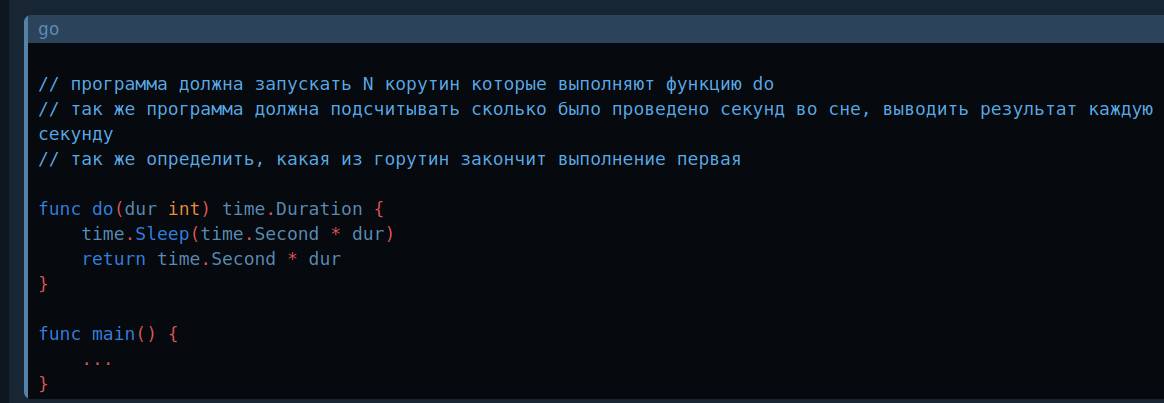 go
// программа должна запускать N корутин которые выполняют функцию do
// так же программа должна подсчитывать сколько было проведено секунд во сне, выводить результат каждую
секунду
// так же определить, какая из горутин закончит выполнение первая
func do(dur int) time.Duration {
time.Sleep(time.Second * dur)
return time.Second * dur
}
func main() {
...
}